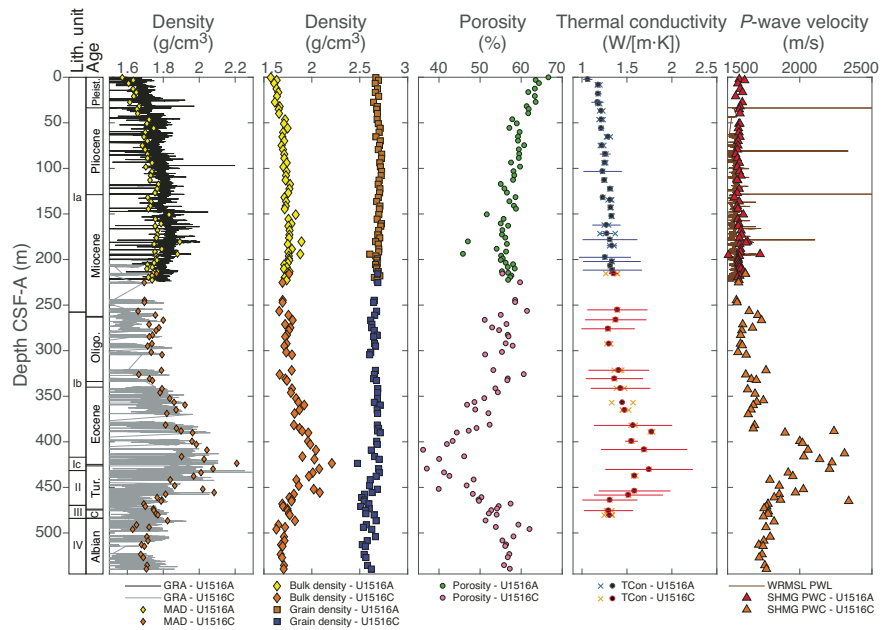 Density
(g/cm³)
Density
(g/cm³)
Porosity
(%)
Thermal conductivity
(W/[m·K])
P-wave velocity
m/s)
Lith. unit
Age
1.6 1.8 2 2.2
1.5 2 2.5 3
40 50 60 70
1 1.5 2 2.5
1500 2000 2500
Depth CSF-A (m)
0
50
100
150
200
250
300
350
400
450
500
Ia
Ib
Ic
II
III
IV
Pleist.
Pliocene
Miocene
Oligo.
Eocene
Tur.
C
Albian
GRA - U1516A
GRA - U1516C
MAD - U1516A
MAD - U1516C
Bulk density - U1516A
Bulk density - U1516C
Grain density - U1516A
Grain density - U1516C
Porosity - U1516A
Porosity - U1516C
TCon - U1516A
TCon - U1516C
WRMSL PWL
SHMG PWC - U1516A
SHMG PWC - U1516C